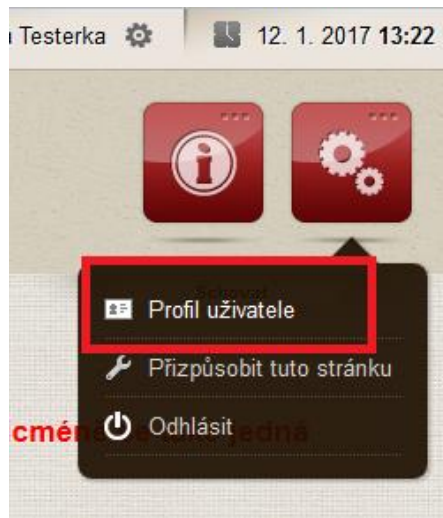 Testerka 12. 1. 2017 13:22
Profil uživatele
Přizpůsobit tuto stránku
Odhlásit